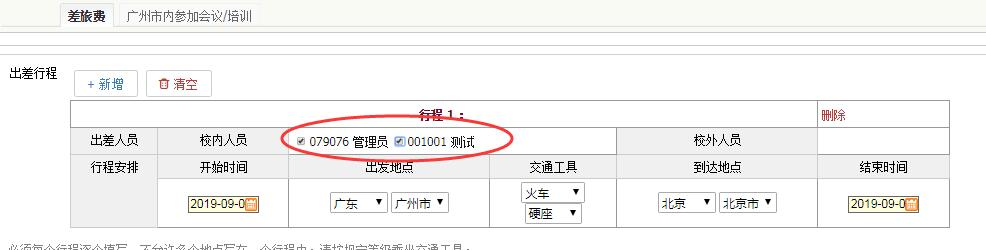 差旅费 广州市内参加会议/培训
出差行程 + 新增 清空
行程 1： 删除
出差人员 校内人员 079076 管理员 001001 测试 校外人员
行程安排 开始时间 出发地点 交通工具 到达地点 结束时间
2019-09-0 广东 广州市 火车 硬座 北京 北京市 2019-09-0
必须每个行程逐个填写，不允许多个地点写在一个行程内；请按规定等级乘坐交通工具；